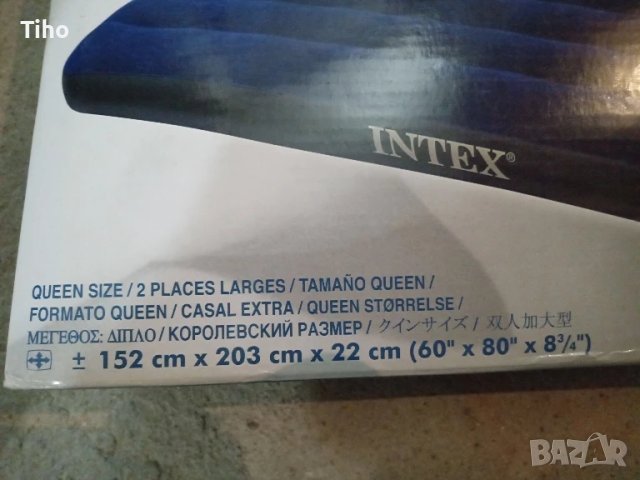 Tiho
INTEX®
QUEEN SIZE / 2 PLACES LARGES / TAMAÑO QUEEN /
FORMATO QUEEN / CASAL EXTRA / QUEEN STØRRELSE /
ΜΕΓΕΘΟΣ: ΔΙΠΛΟ / КОРОЛЕВСКИЙ РАЗМЕР / クインサイズ / 双人加大型
± 152 cm x 203 cm x 22 cm (60" x 80" x 8¾")
BAZAR